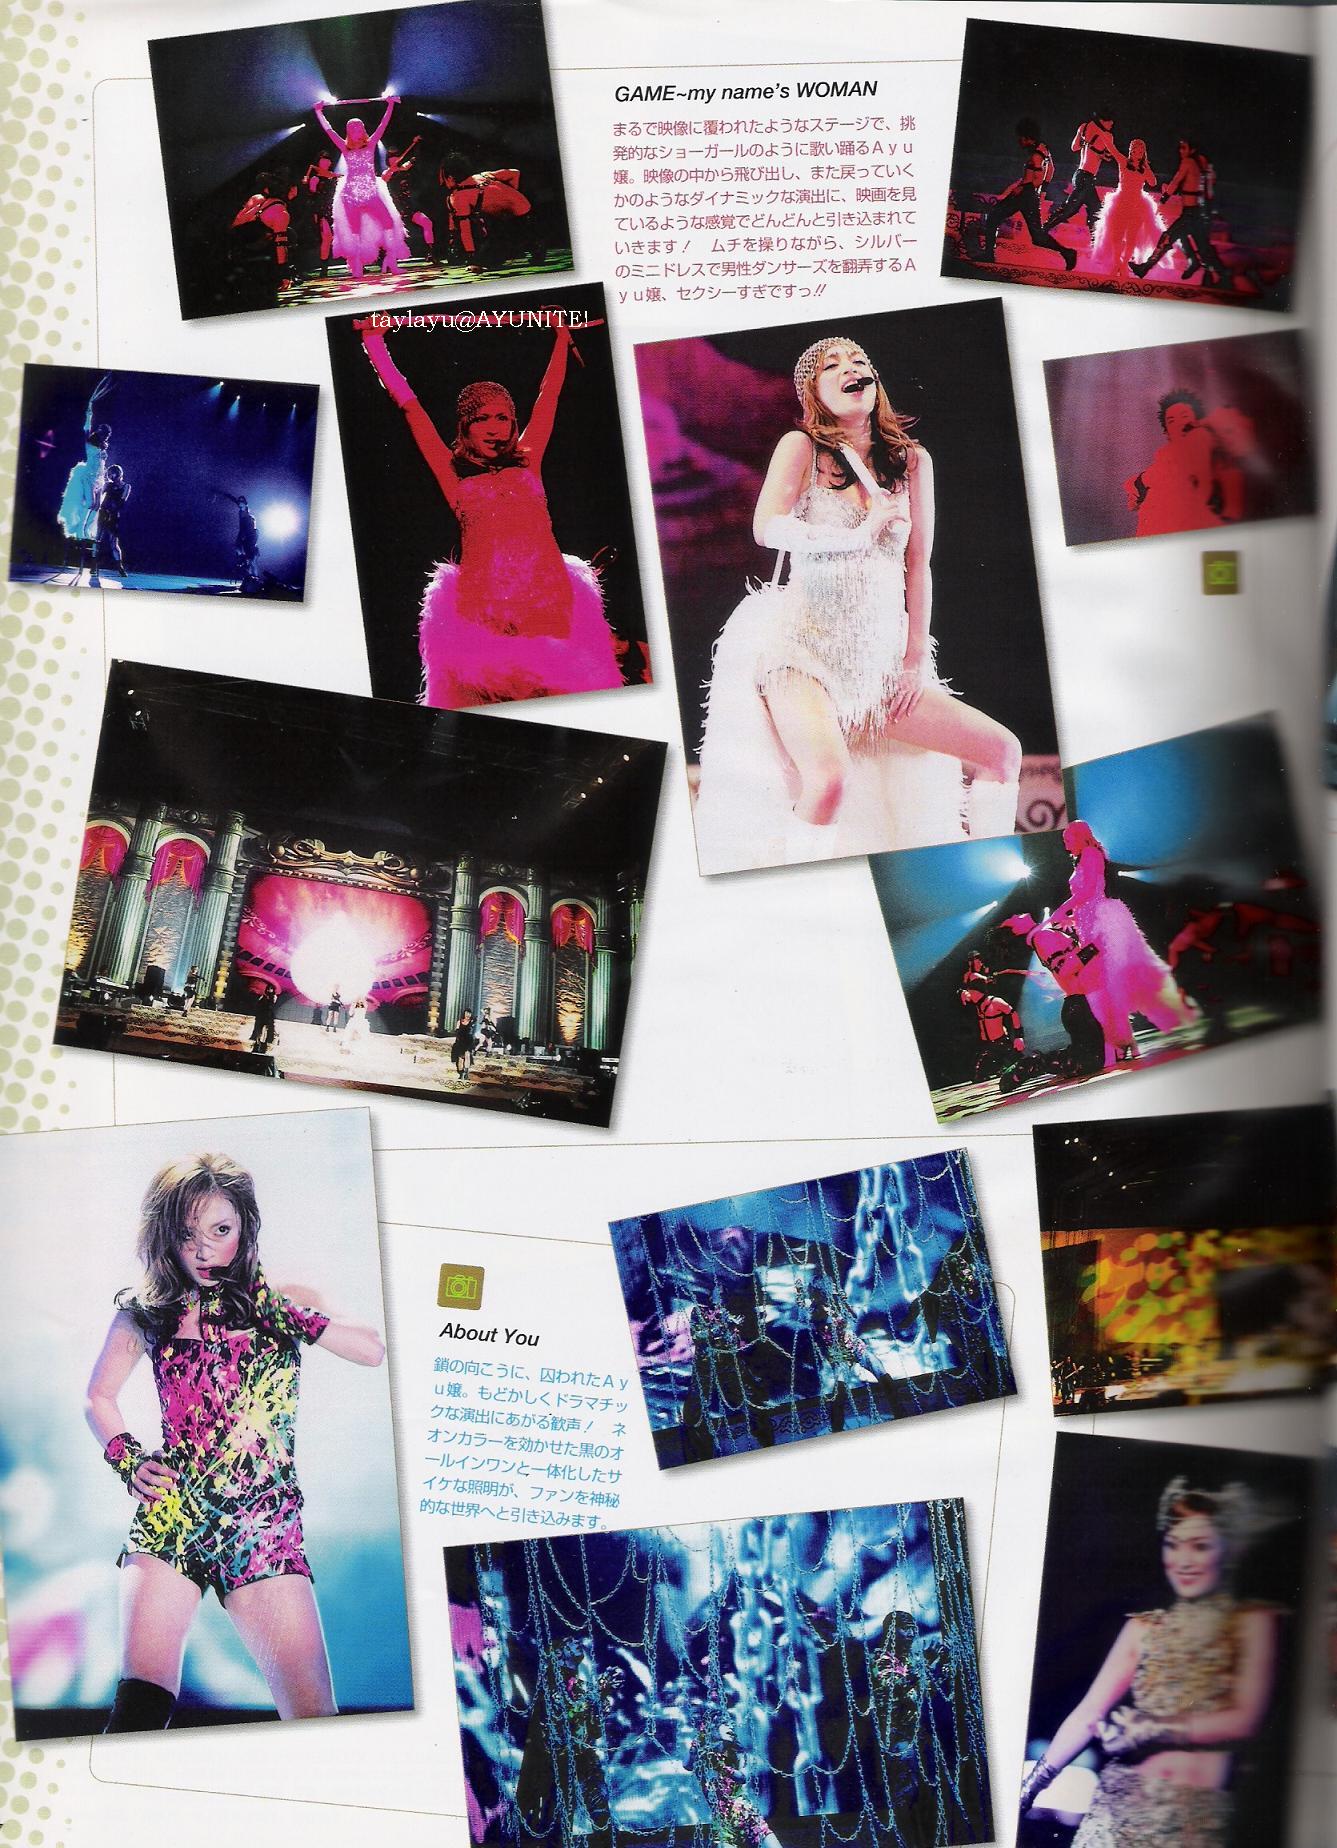 GAME~my name's WOMAN
まるで映像に覆われたようなステージで、挑
発的なショーガールのように歌い踊るＡｙｕ
嬢。映像の中から飛び出し、また戻っていく
かのようなダイナミックな演出に、映画を見
ているような感覚でどんどんと引き込まれて
いきます！　ムチを操りながら、シルバー
のミニドレスで男性ダンサーズを翻弄するＡ
ｙｕ嬢、セクシーすぎですっ!!
taylayu@AYUNITE!
About You
鎖の向こうに、囚われたＡｙ
ｕ嬢。もどかしくドラマチッ
クな演出にあがる歓声！　ネ
オンカラーを効かせた黒のオ
ールインワンと一体化したサ
イケな照明が、ファンを神秘
的な世界へと引き込みます。